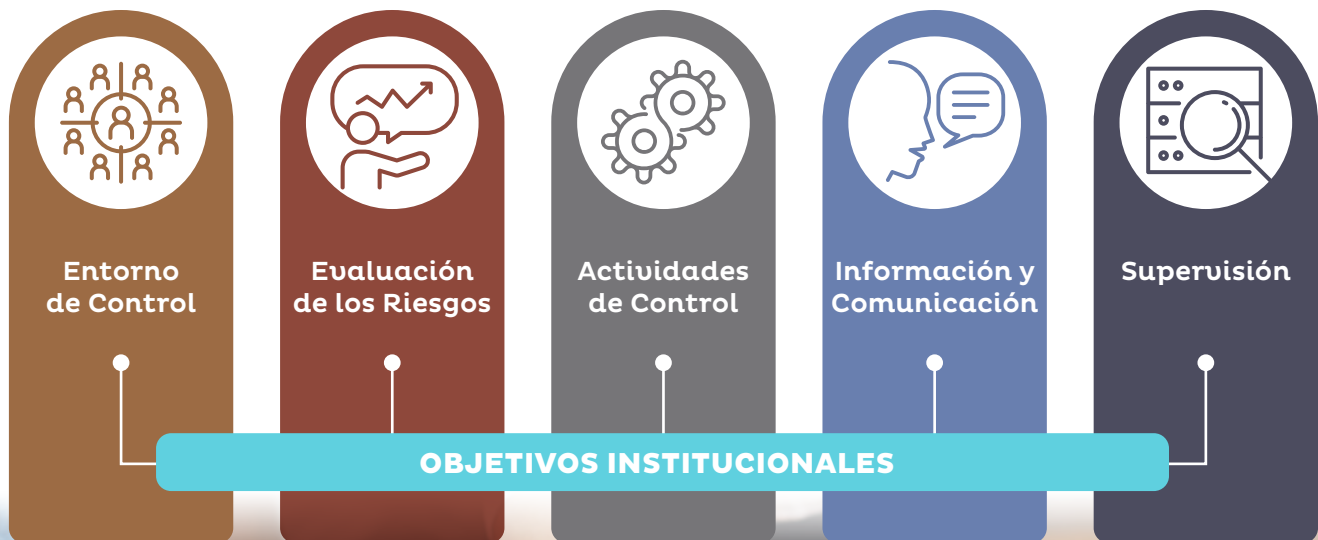 Entorno
de Control
Evaluación
de los Riesgos
Actividades
de Control
Información y
Comunicación
Supervisión
OBJETIVOS INSTITUCIONALES